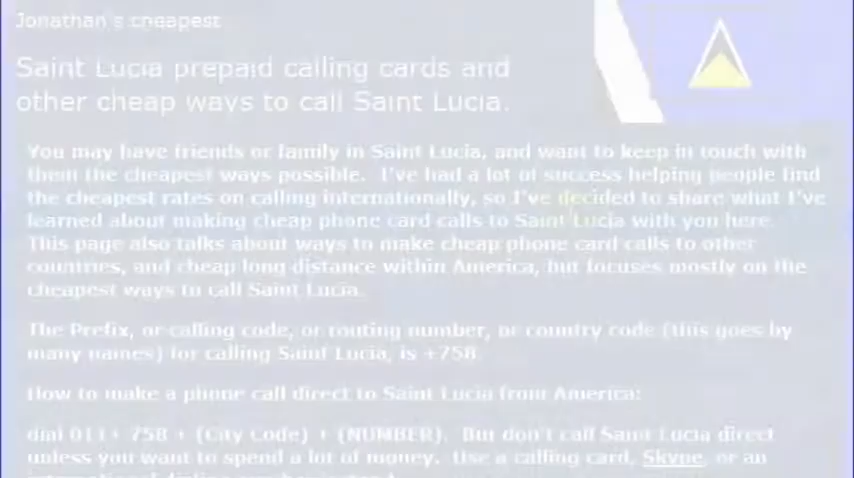 Jonathan's cheapest
Saint Lucia prepaid calling cards and
other cheap ways to call Saint Lucia.
You may have friends or family in Saint Lucia, and want to keep in touch with
them the cheapest ways possible.  I've had a lot of success helping people find
the cheapest rates on calling internationally, so I've decided to share what I've
learned about making cheap phone card calls to Saint Lucia with you here.
This page also talks about ways to make cheap phone card calls to other
countries, and cheap long distance within America, but focuses mostly on the
cheapest ways to call Saint Lucia.
The Prefix, or calling code, or routing number, or country code (this goes by
many names) for calling Saint Lucia, is +758.
How to make a phone call direct to Saint Lucia from America:
dial 011+ 758 + (City Code) + (NUMBER).  But don't call Saint Lucia direct
unless you want to spend a lot of money.  Use a calling card, Skype, or an